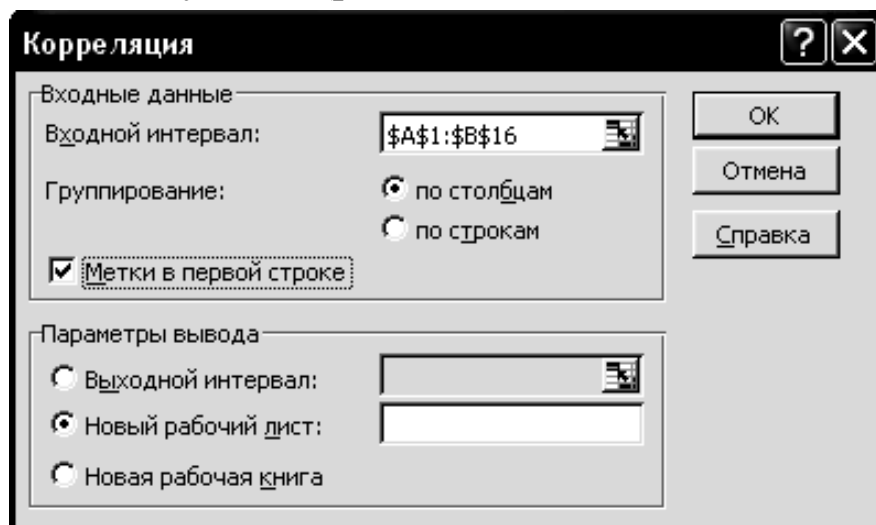 Корреляция
Входные данные
Входной интервал: $A$1:$B$16
Группирование: по столбцам
по строкам
Метки в первой строке
OK
Отмена
Справка
Параметры вывода
Выходной интервал:
Новый рабочий лист:
Новая рабочая книга